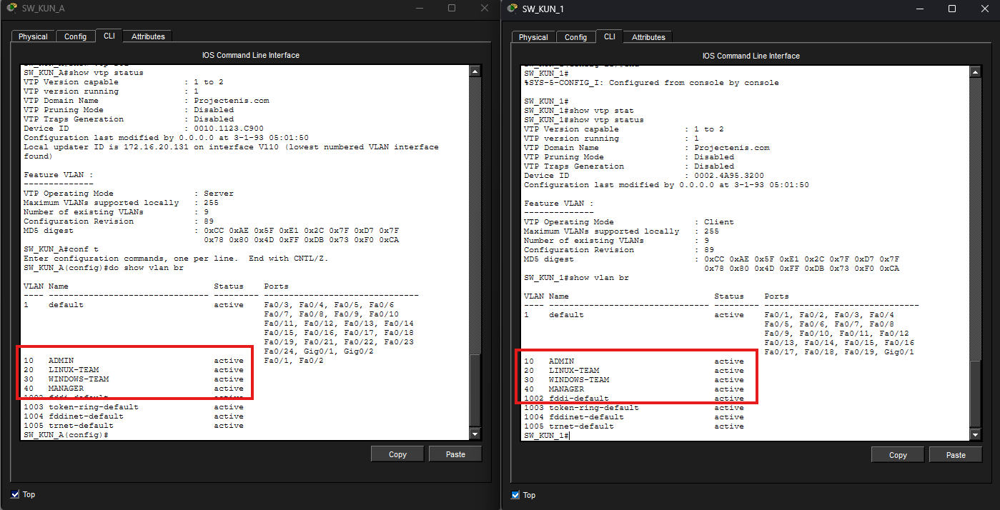 SW_KUN_A
Physical Config CLI Attributes
IOS Command Line Interface
SW_KUN_A#show vtp status
VTP Version capable : 1 to 2
VTP version running : 1
VTP Domain Name : Projectenis.com
VTP Pruning Mode : Disabled
VTP Traps Generation : Disabled
Device ID : 0010.1123.C900
Configuration last modified by 0.0.0.0 at 3-1-93 05:01:50
Local updater ID is 172.16.20.131 on interface Vl10 (lowest numbered VLAN interface
found)
Feature VLAN :
--------------
VTP Operating Mode : Server
Maximum VLANs supported locally : 255
Number of existing VLANs : 9
Configuration Revision : 89
MD5 digest : 0xCC 0xAE 0x5F 0xE1 0x2C 0x7F 0xD7 0x7F
0x78 0x80 0x4D 0xFF 0xDB 0x73 0xF0 0xCA
SW_KUN_A#conf t
Enter configuration commands, one per line. End with CNTL/Z.
SW_KUN_A(config)#do show vlan br
VLAN Name Status Ports
---- -------------------------------- --------- -------------------------------
1 default active Fa0/3, Fa0/4, Fa0/5, Fa0/6
Fa0/7, Fa0/8, Fa0/9, Fa0/10
Fa0/11, Fa0/12, Fa0/13, Fa0/14
Fa0/15, Fa0/16, Fa0/17, Fa0/18
Fa0/19, Fa0/21, Fa0/22, Fa0/23
Fa0/24, Gig0/1, Gig0/2
10 ADMIN active Fa0/1, Fa0/2
20 LINUX-TEAM active
30 WINDOWS-TEAM active
40 MANAGER active
1002 fddi-default active
1003 token-ring-default active
1004 fddinet-default active
1005 trnet-default active
SW_KUN_A(config)#
Copy Paste
Top
SW_KUN_1
Physical Config CLI Attributes
IOS Command Line Interface
SW_KUN_1#
%SYS-5-CONFIG_I: Configured from console by console
SW_KUN_1#
SW_KUN_1#show vtp stat
SW_KUN_1#show vtp status
VTP Version capable : 1 to 2
VTP version running : 1
VTP Domain Name : Projectenis.com
VTP Pruning Mode : Disabled
VTP Traps Generation : Disabled
Device ID : 0002.4A95.3200
Configuration last modified by 0.0.0.0 at 3-1-93 05:01:50
Feature VLAN :
--------------
VTP Operating Mode : Client
Maximum VLANs supported locally : 255
Number of existing VLANs : 9
Configuration Revision : 89
MD5 digest : 0xCC 0xAE 0x5F 0xE1 0x2C 0x7F 0xD7 0x7F
0x78 0x80 0x4D 0xFF 0xDB 0x73 0xF0 0xCA
SW_KUN_1#show vlan br
VLAN Name Status Ports
---- -------------------------------- --------- -------------------------------
1 default active Fa0/1, Fa0/2, Fa0/3, Fa0/4
Fa0/5, Fa0/6, Fa0/7, Fa0/8
Fa0/9, Fa0/10, Fa0/11, Fa0/12
Fa0/13, Fa0/14, Fa0/15, Fa0/16
Fa0/17, Fa0/18, Fa0/19, Gig0/1
10 ADMIN active
20 LINUX-TEAM active
30 WINDOWS-TEAM active
40 MANAGER active
1002 fddi-default active
1003 token-ring-default active
1004 fddinet-default active
1005 trnet-default active
SW_KUN_1#
Copy Paste
Top